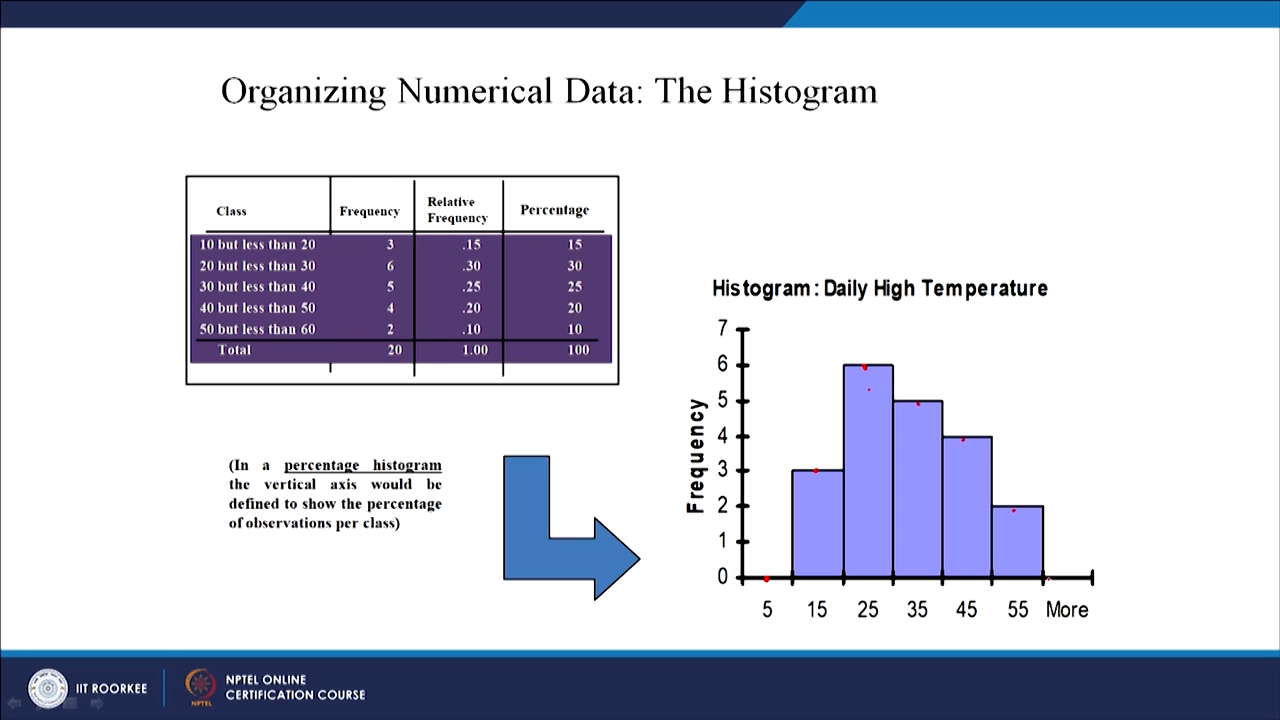 Organizing Numerical Data: The Histogram
Class Frequency Relative Frequency Percentage
10 but less than 20 3 .15 15
20 but less than 30 6 .30 30
30 but less than 40 5 .25 25
40 but less than 50 4 .20 20
50 but less than 60 2 .10 10
Total 20 1.00 100
(In a percentage histogram
the vertical axis would be
defined to show the percentage
of observations per class)
Histogram: Daily High Temperature
Frequency
7
6
5
4
3
2
1
0
5 15 25 35 45 55 More
IIT ROORKEE
NPTEL
NPTEL ONLINE
CERTIFICATION COURSE